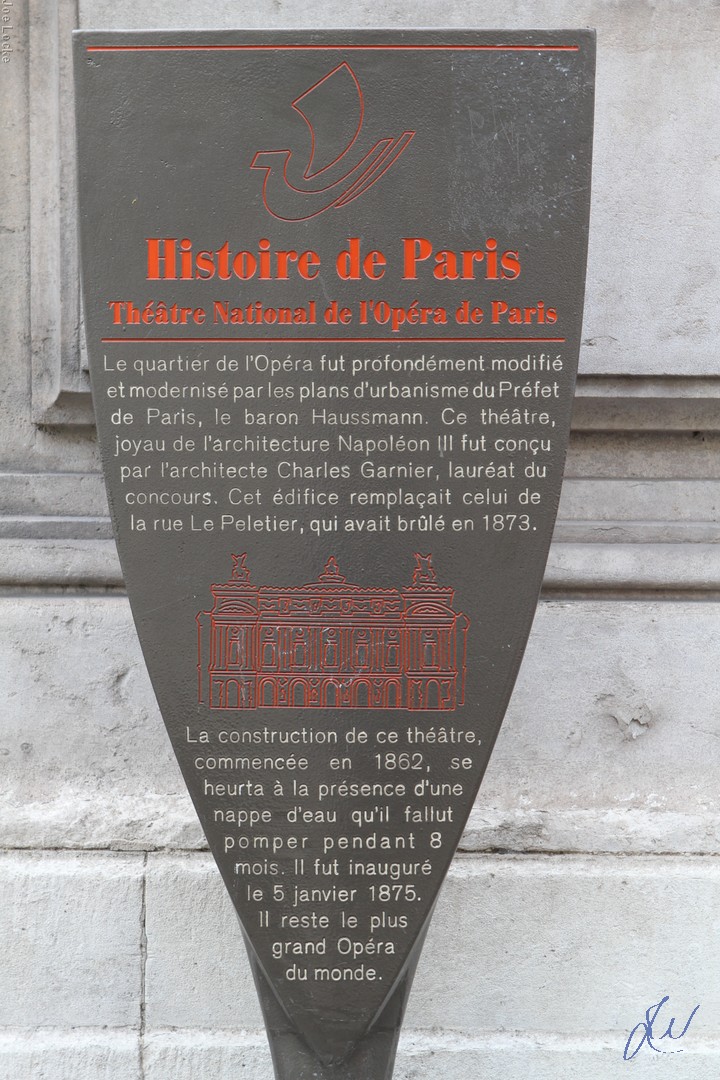 Joe Locke
Histoire de Paris
Théâtre National de l'Opéra de Paris
Le quartier de l'Opéra fut profondément modifié
et modernisé par les plans d'urbanisme du Préfet
de Paris, le baron Haussmann. Ce théâtre,
joyau de l'architecture Napoléon III fut conçu
par l'architecte Charles Garnier, lauréat du
concours. Cet édifice remplaçait celui de
la rue Le Peletier, qui avait brûlé en 1873.
La construction de ce théâtre,
commencée en 1862, se
heurta à la présence d'une
nappe d'eau qu'il fallut
pomper pendant 8
mois. Il fut inauguré
le 5 janvier 1875.
Il reste le plus
grand Opéra
du monde.